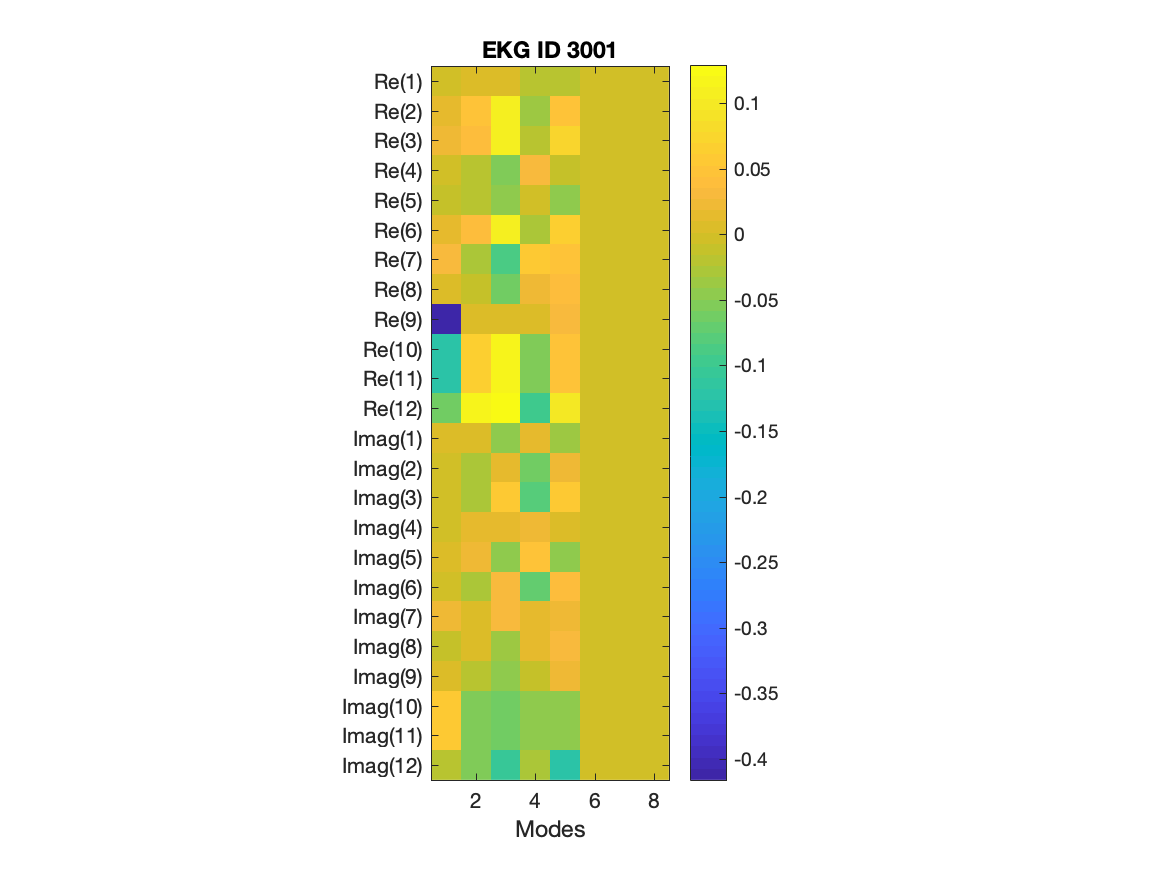 EKG ID 3001
Re(1)
Re(2)
Re(3)
Re(4)
Re(5)
Re(6)
Re(7)
Re(8)
Re(9)
Re(10)
Re(11)
Re(12)
Imag(1)
Imag(2)
Imag(3)
Imag(4)
Imag(5)
Imag(6)
Imag(7)
Imag(8)
Imag(9)
Imag(10)
Imag(11)
Imag(12)
2 4 6 8
Modes
0.1
0.05
0
-0.05
-0.1
-0.15
-0.2
-0.25
-0.3
-0.35
-0.4